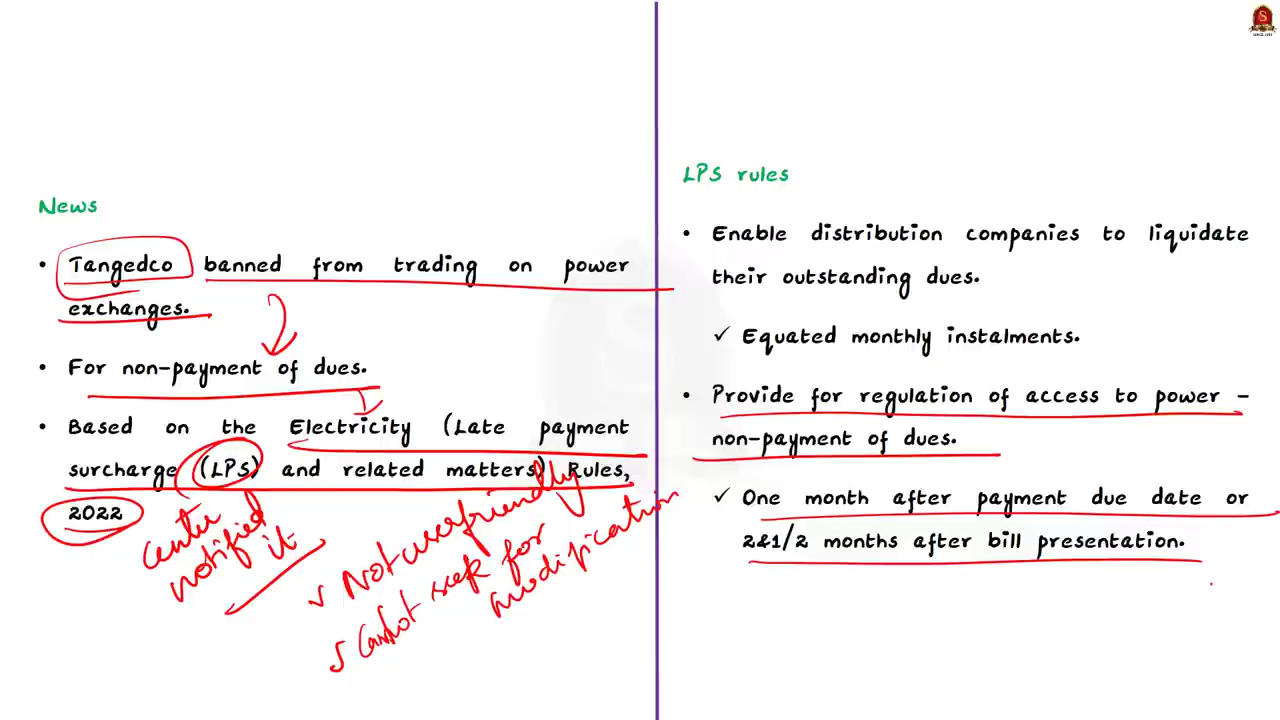 News
• Tangedco banned from trading on power
exchanges.
• For non-payment of dues.
• Based on the Electricity (Late payment
surcharge (LPS) and related matters) Rules,
2022
notified
it
✓ Not userfriendly
✓ Cannot seek for
modification
LPS rules
• Enable distribution companies to liquidate
their outstanding dues.
✓ Equated monthly instalments.
• Provide for regulation of access to power -
non-payment of dues.
✓ One month after payment due date or
2&1/2 months after bill presentation.